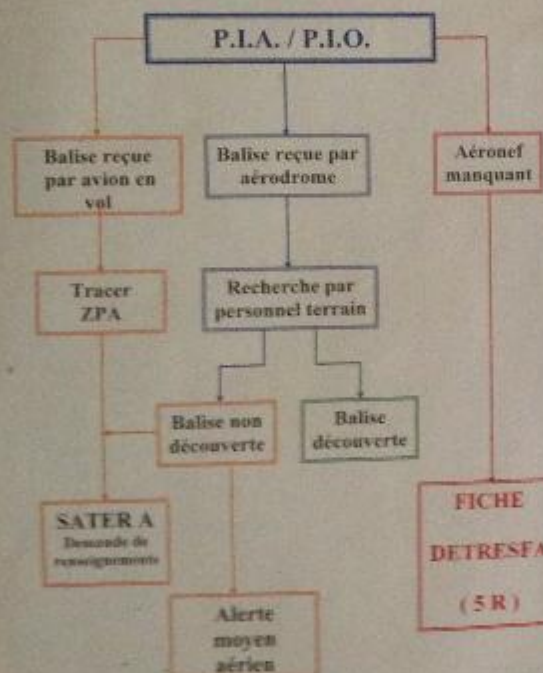 P.I.A. / P.I.O.
Balise reçue
par avion en
vol
Balise reçue par
aérodrome
Aéronef
manquant
Tracer
ZPA
Recherche par
personnel terrain
Balise non
découverte
Balise
découverte
SATER A
Demande de
renseignements
FICHE
DETRESFA
( 5 R )
Alerte
moyen
aérien